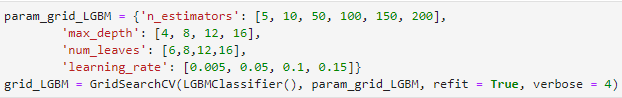 param_grid_LGBM = {'n_estimators': [5, 10, 50, 100, 150, 200],
'max_depth': [4, 8, 12, 16],
'num_leaves': [6,8,12,16],
'learning_rate': [0.005, 0.05, 0.1, 0.15]}
grid_LGBM = GridSearchCV(LGBMClassifier(), param_grid_LGBM, refit = True, verbose = 4)